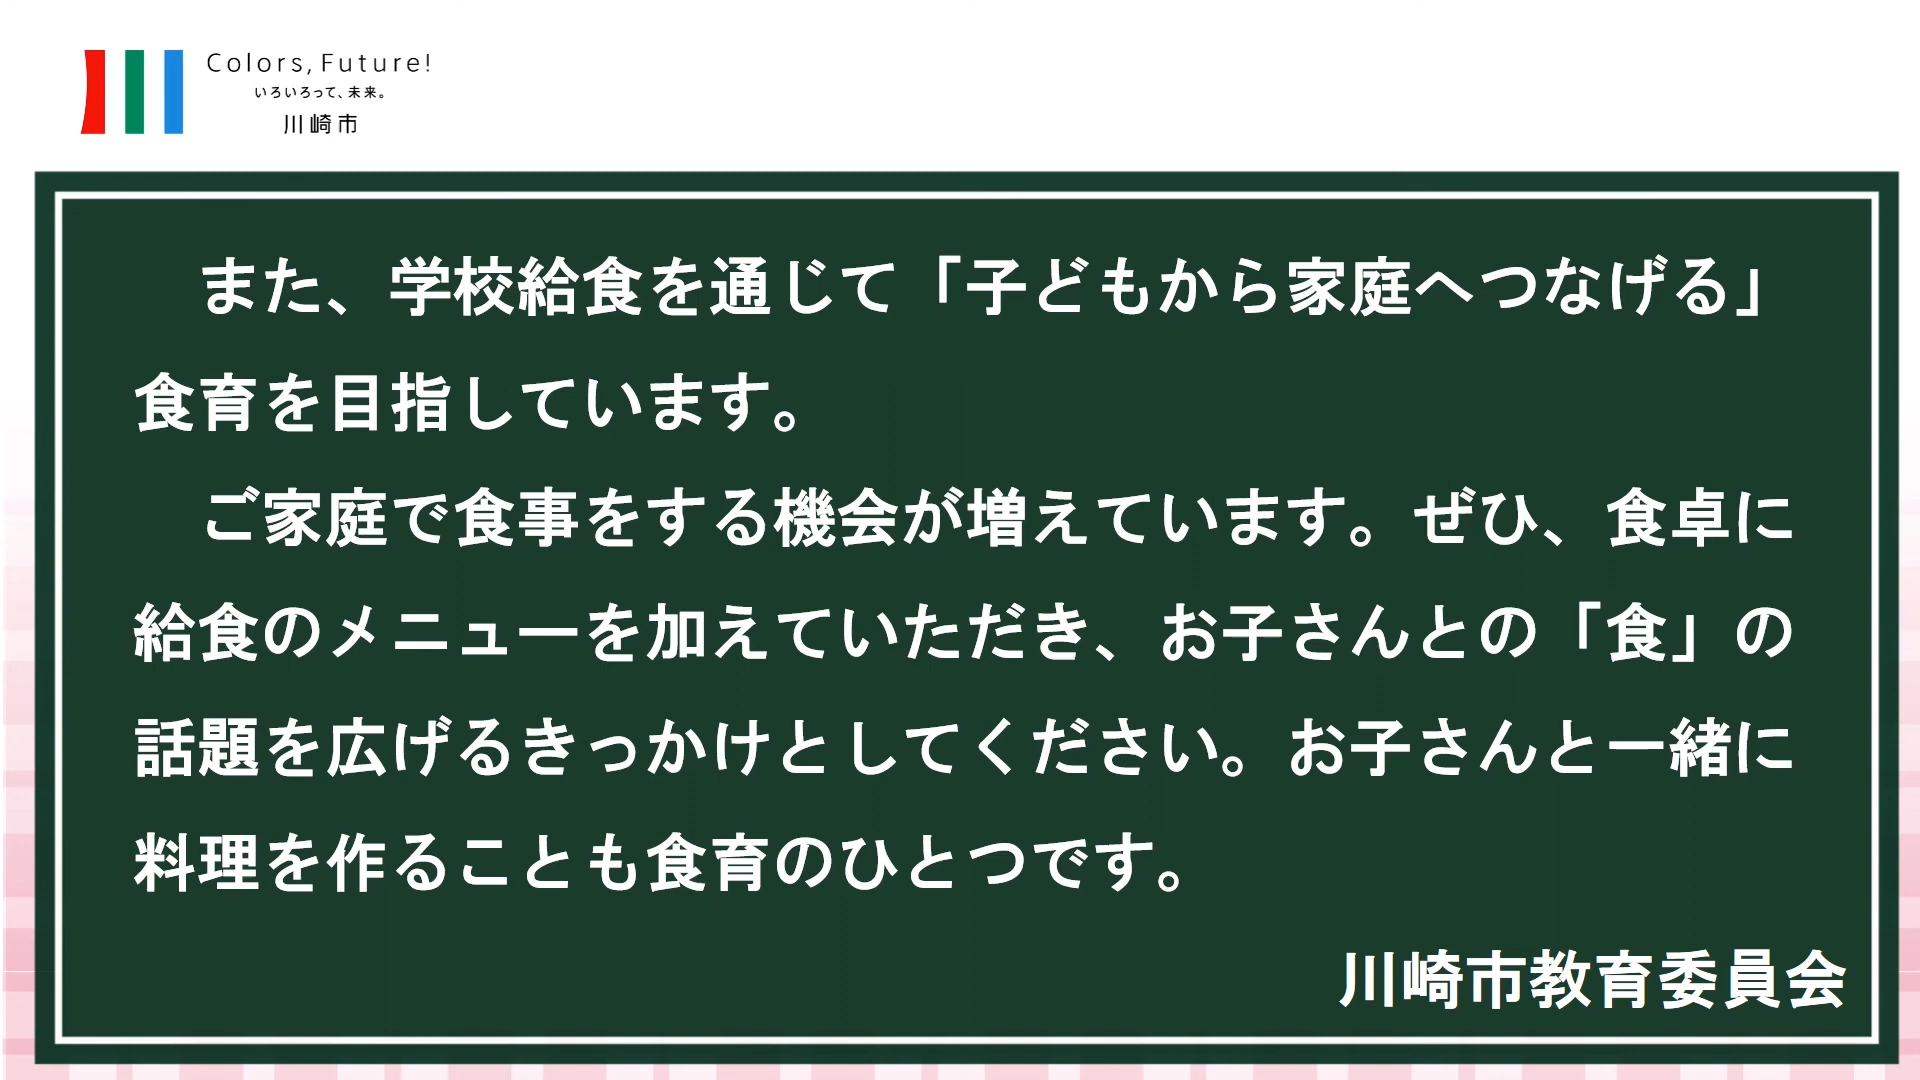 Colors, Future!
いろいろって、未来。
川崎市
また、学校給食を通じて「子どもから家庭へつなげる」
食育を目指しています。
ご家庭で食事をする機会が増えています。ぜひ、食卓に
給食のメニューを加えていただき、お子さんとの「食」の
話題を広げるきっかけとしてください。お子さんと一緒に
料理を作ることも食育のひとつです。
川崎市教育委員会